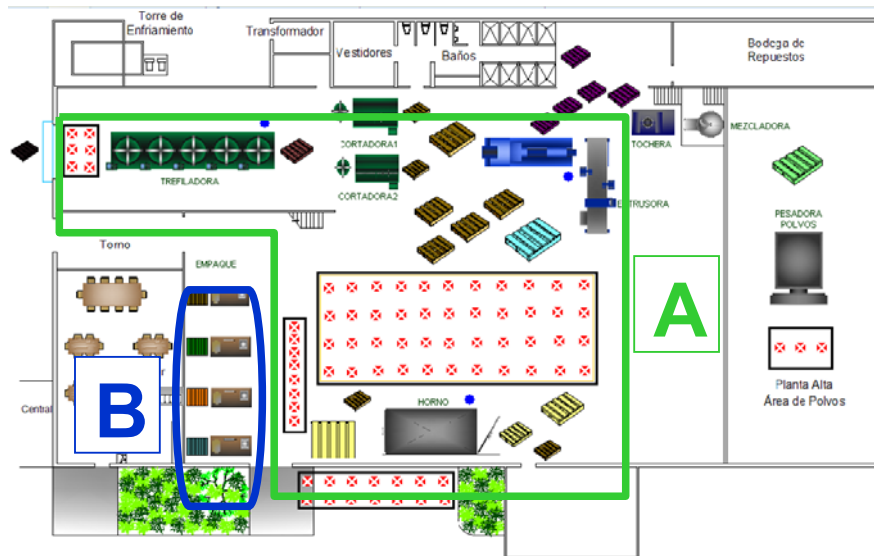 Torre de
Enfriamiento
Transformador
Vestidores
Baños
Bodega de
Repuestos
CORTADORA1
TOCHERA
MEZCLADORA
TREFILADORA
CORTADORA2
PESADORA
POLVOS
Torno
EMPAQUE
A
B
Central
HORNO
Planta Alta
Área de Polvos